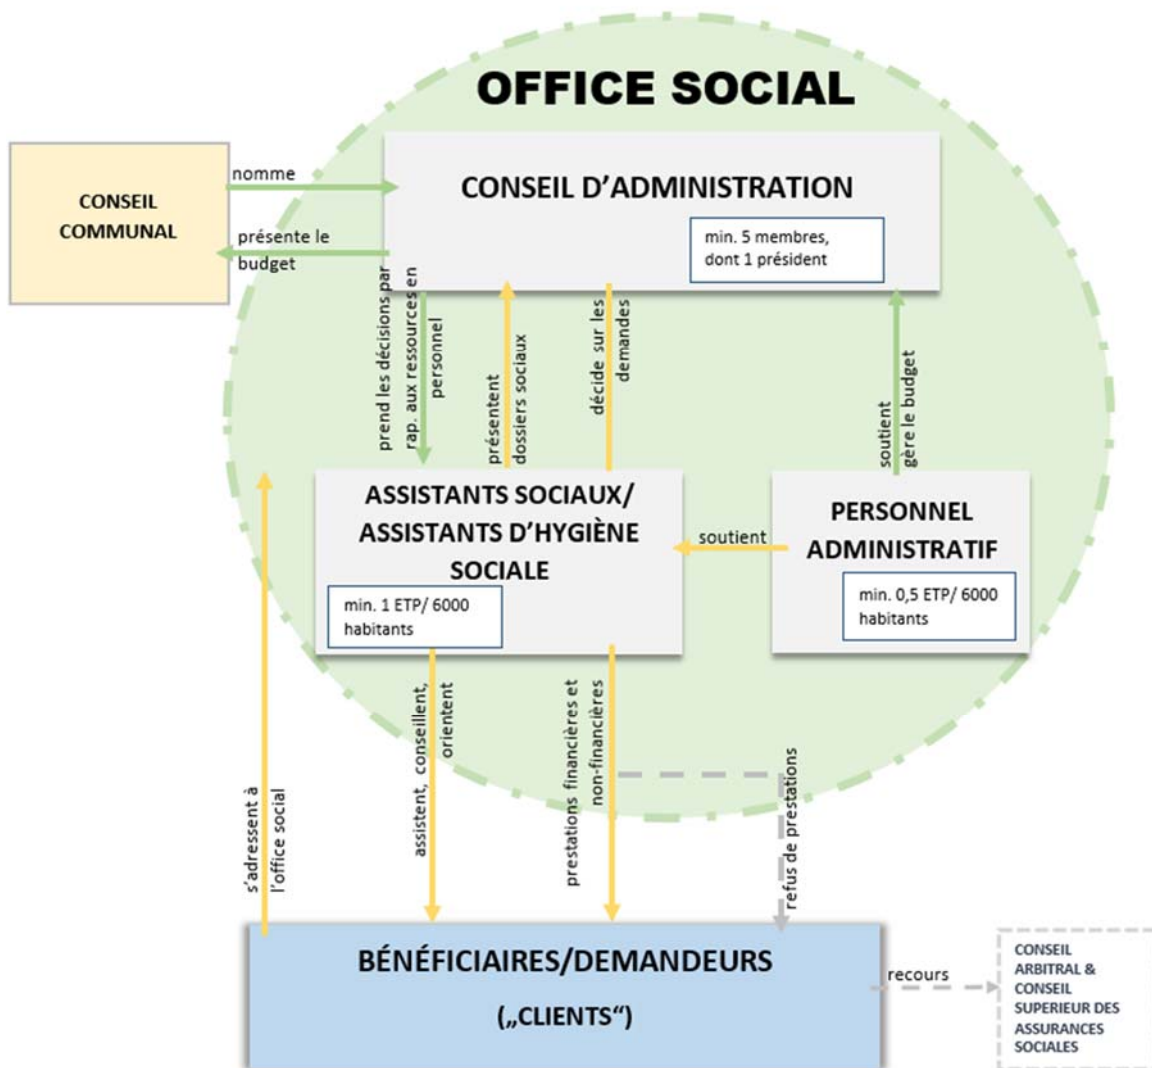 OFFICE SOCIAL
CONSEIL
COMMUNAL
nomme
présente le
budget
CONSEIL D'ADMINISTRATION
min. 5 membres,
dont 1 président
prend les décisions par
rap. aux ressources en
personnel
présentent
dossiers sociaux
décide sur les
demandes
soutient
gère le budget
ASSISTANTS SOCIAUX/
ASSISTANTS D'HYGIÈNE
SOCIALE
min. 1 ETP/ 6000
habitants
soutient
PERSONNEL
ADMINISTRATIF
min. 0,5 ETP/ 6000
habitants
s'adressent à
l'office social
assistent, conseillent,
orientent
prestations financières et
non-financières
refus de prestations
BÉNÉFICIAIRES/DEMANDEURS
(„CLIENTS“)
recours
CONSEIL
ARBITRAL &
CONSEIL
SUPERIEUR DES
ASSURANCES
SOCIALES